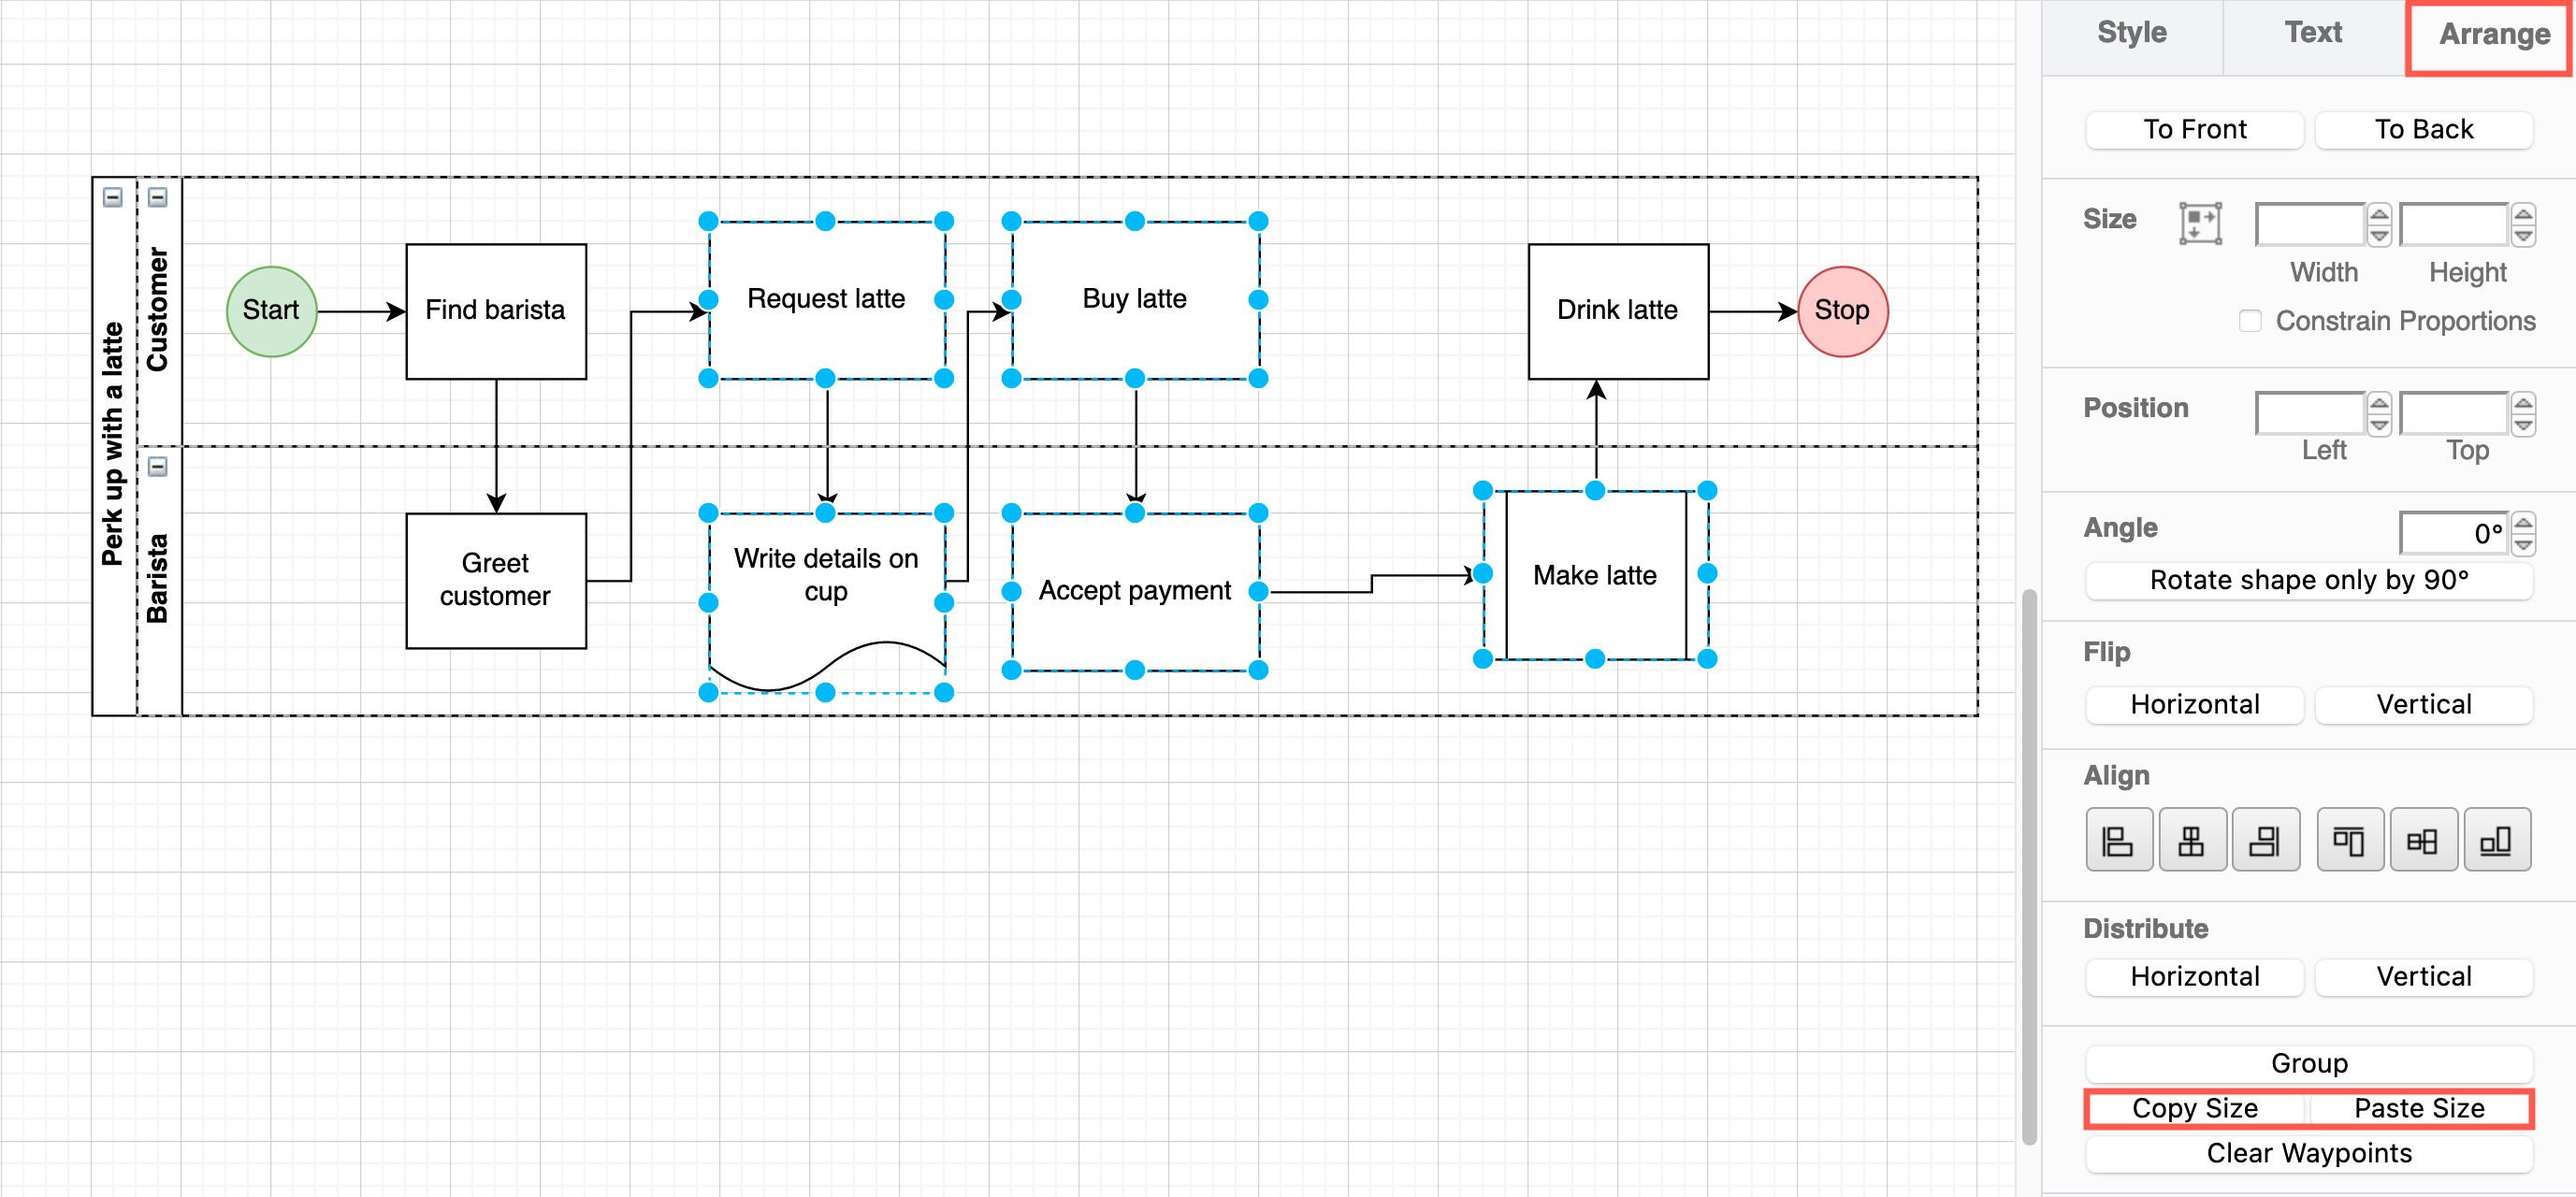 Style
Text
Arrange
To Front
To Back
Size
Width
Height
Constrain Proportions
Position
Left
Top
Angle
0°
Rotate shape only by 90°
Flip
Horizontal
Vertical
Align
Distribute
Horizontal
Vertical
Group
Copy Size
Paste Size
Clear Waypoints
Perk up with a latte
Customer
Start
Find barista
Request latte
Buy latte
Drink latte
Stop
Barista
Greet
customer
Write details on
cup
Accept payment
Make latte